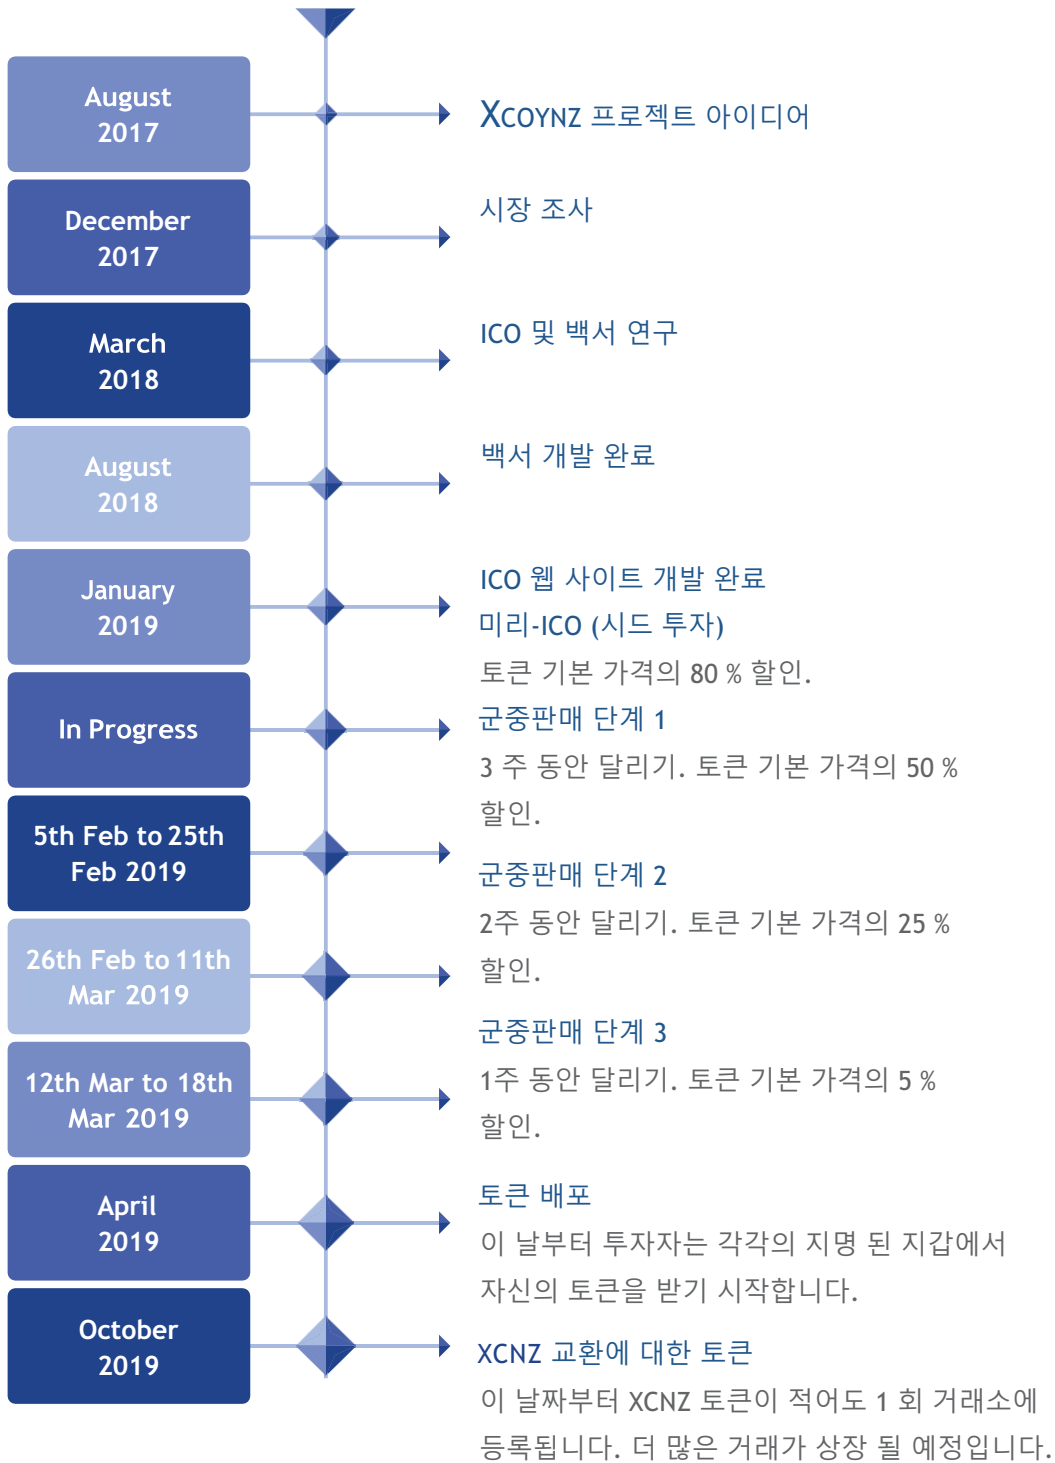 August
2017
XCOYNZ 프로젝트 아이디어
December
2017
시장 조사
March
2018
ICO 및 백서 연구
August
2018
백서 개발 완료
January
2019
ICO 웹 사이트 개발 완료
미리-ICO (시드 투자)
토큰 기본 가격의 80 % 할인.
In Progress
군중판매 단계 1
3 주 동안 달리기. 토큰 기본 가격의 50 %
할인.
5th Feb to 25th
Feb 2019
군중판매 단계 2
2주 동안 달리기. 토큰 기본 가격의 25 %
할인.
26th Feb to 11th
Mar 2019
군중판매 단계 3
1주 동안 달리기. 토큰 기본 가격의 5 %
할인.
12th Mar to 18th
Mar 2019
April
2019
토큰 배포
이 날부터 투자자는 각각의 지명 된 지갑에서
자신의 토큰을 받기 시작합니다.
October
2019
XCNZ 교환에 대한 토큰
이 날짜부터 XCNZ 토큰이 적어도 1 회 거래소에
등록됩니다. 더 많은 거래가 상장 될 예정입니다.